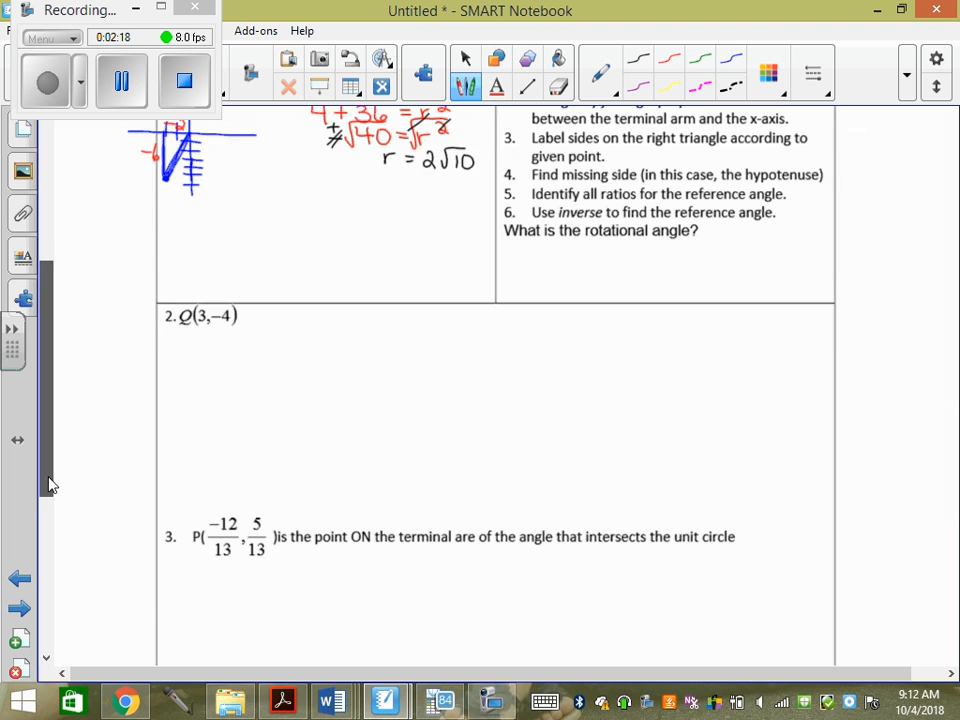 Recording...
Untitled * - SMART Notebook
Menu
0:02:18
8.0 fps
Add-ons
Help
4 + 36 = r 2
± √40 = √r 2
r = 2√10
-2
-6
between the terminal arm and the x-axis.
3. Label sides on the right triangle according to
given point.
4. Find missing side (in this case, the hypotenuse)
5. Identify all ratios for the reference angle.
6. Use inverse to find the reference angle.
What is the rotational angle?
2. Q(3,−4)
3. P(−12/13, 5/13)is the point ON the terminal are of the angle that intersects the unit circle
84
9:12 AM
10/4/2018